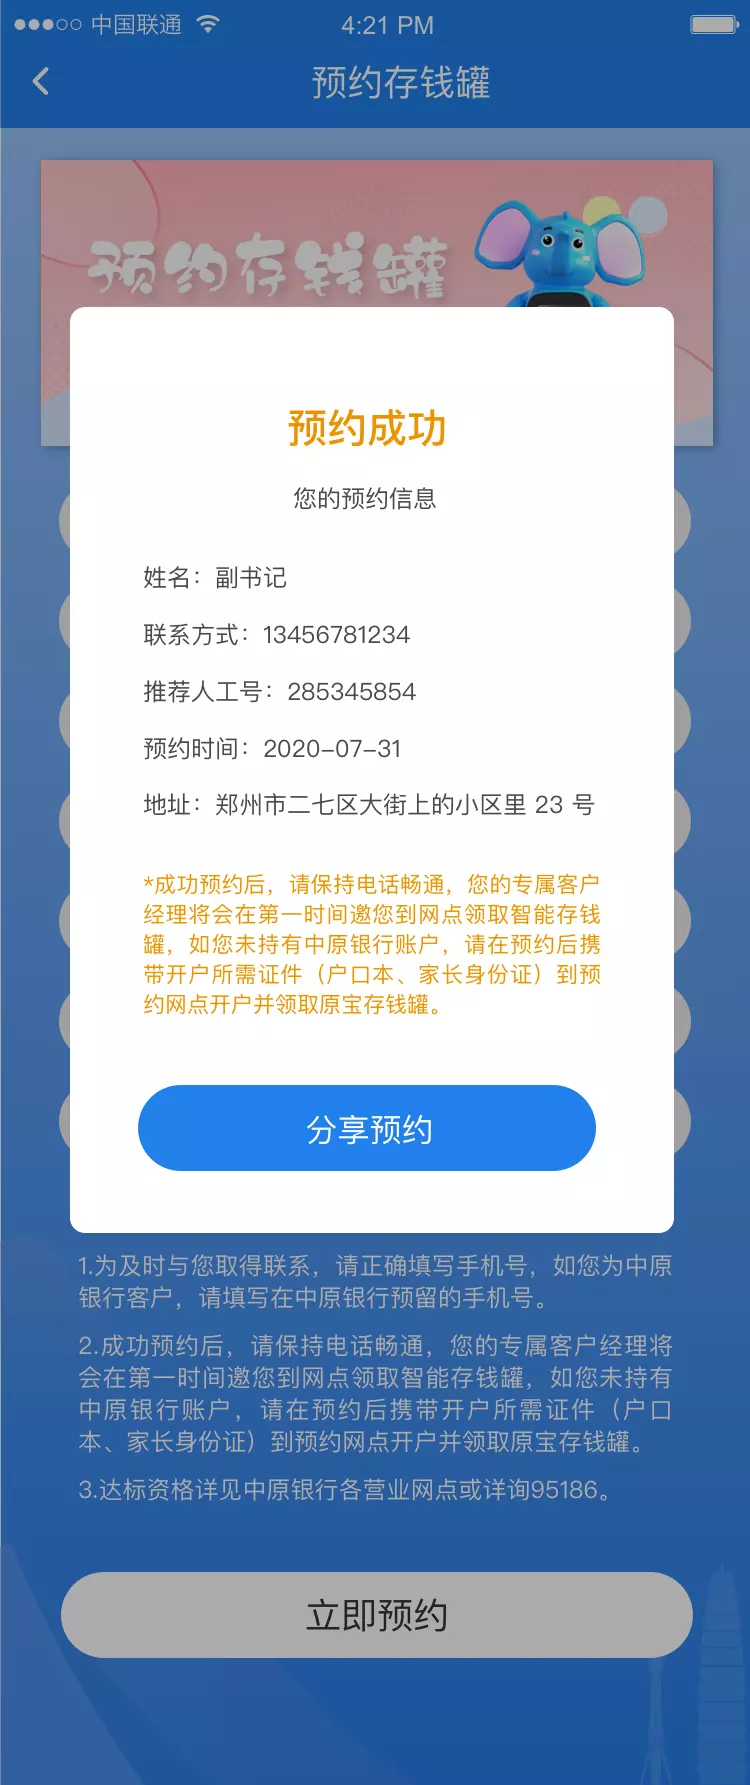 中国联通
4:21 PM
预约存钱罐
预约存钱罐
预约成功
您的预约信息
姓名：副书记
联系方式：13456781234
推荐人工号：285345854
预约时间：2020-07-31
地址：郑州市二七区大街上的小区里 23 号
*成功预约后，请保持电话畅通，您的专属客户
经理将会在第一时间邀您到网点领取智能存钱
罐，如您未持有中原银行账户，请在预约后携
带开户所需证件（户口本、家长身份证）到预
约网点开户并领取原宝存钱罐。
分享预约
1.为及时与您取得联系，请正确填写手机号，如您为中原
银行客户，请填写在中原银行预留的手机号。
2.成功预约后，请保持电话畅通，您的专属客户经理将
会在第一时间邀您到网点领取智能存钱罐，如您未持有
中原银行账户，请在预约后携带开户所需证件（户口
本、家长身份证）到预约网点开户并领取原宝存钱罐。
3.达标资格详见中原银行各营业网点或详询95186。
立即预约